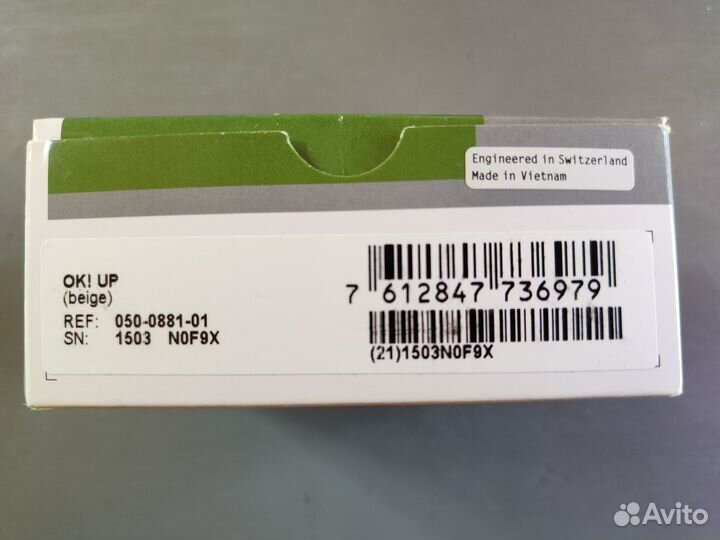 Engineered in Switzerland
Made in Vietnam
OK! UP
(beige)
REF: 050-0881-01
SN: 1503 N0F9X
7 612847 736979
(21)1503N0F9X
Avito